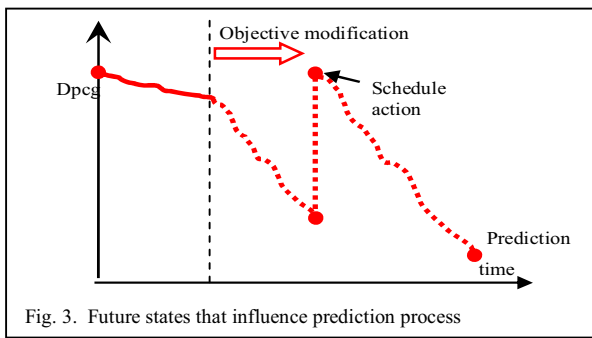 Objective modification
Dpcg
Schedule
action
Prediction
time
Fig. 3. Future states that influence prediction process